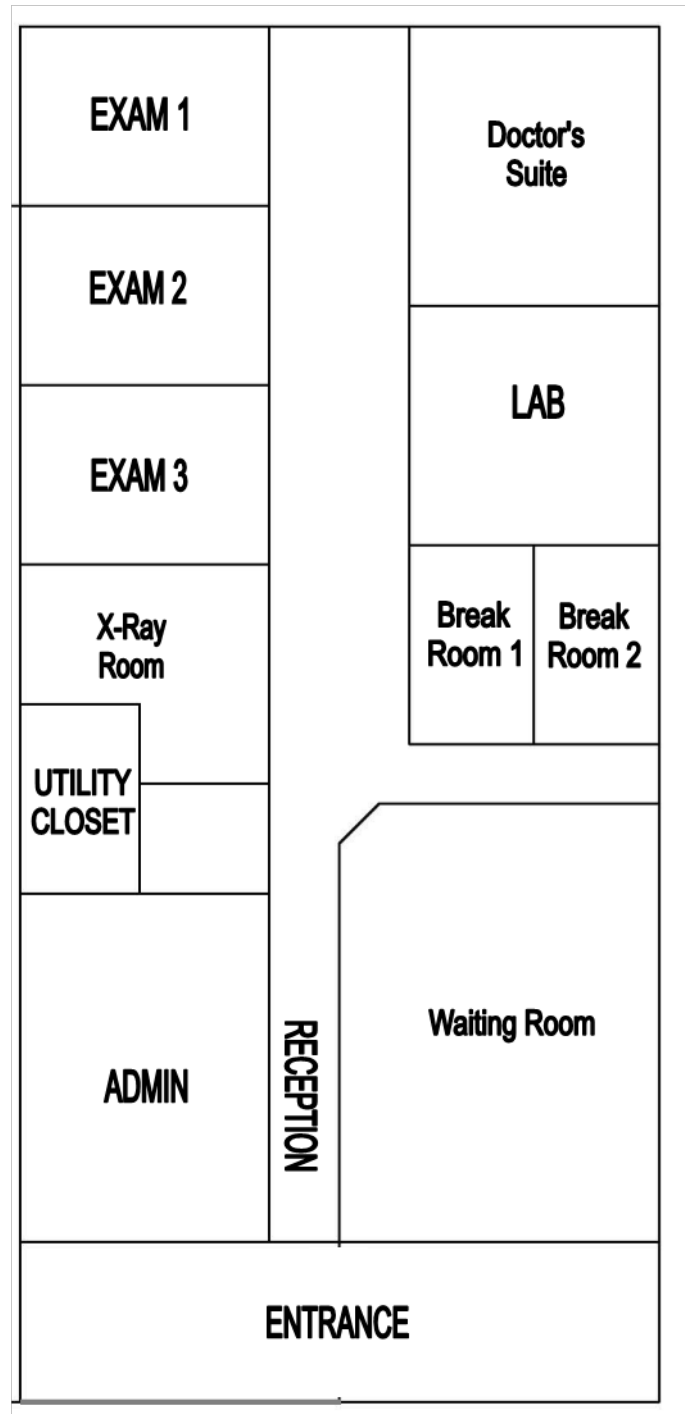 EXAM 1
Doctor's
Suite
EXAM 2
LAB
EXAM 3
X-Ray
Room
Break
Room 1
Break
Room 2
UTILITY
CLOSET
Waiting Room
RECEPTION
ADMIN
ENTRANCE